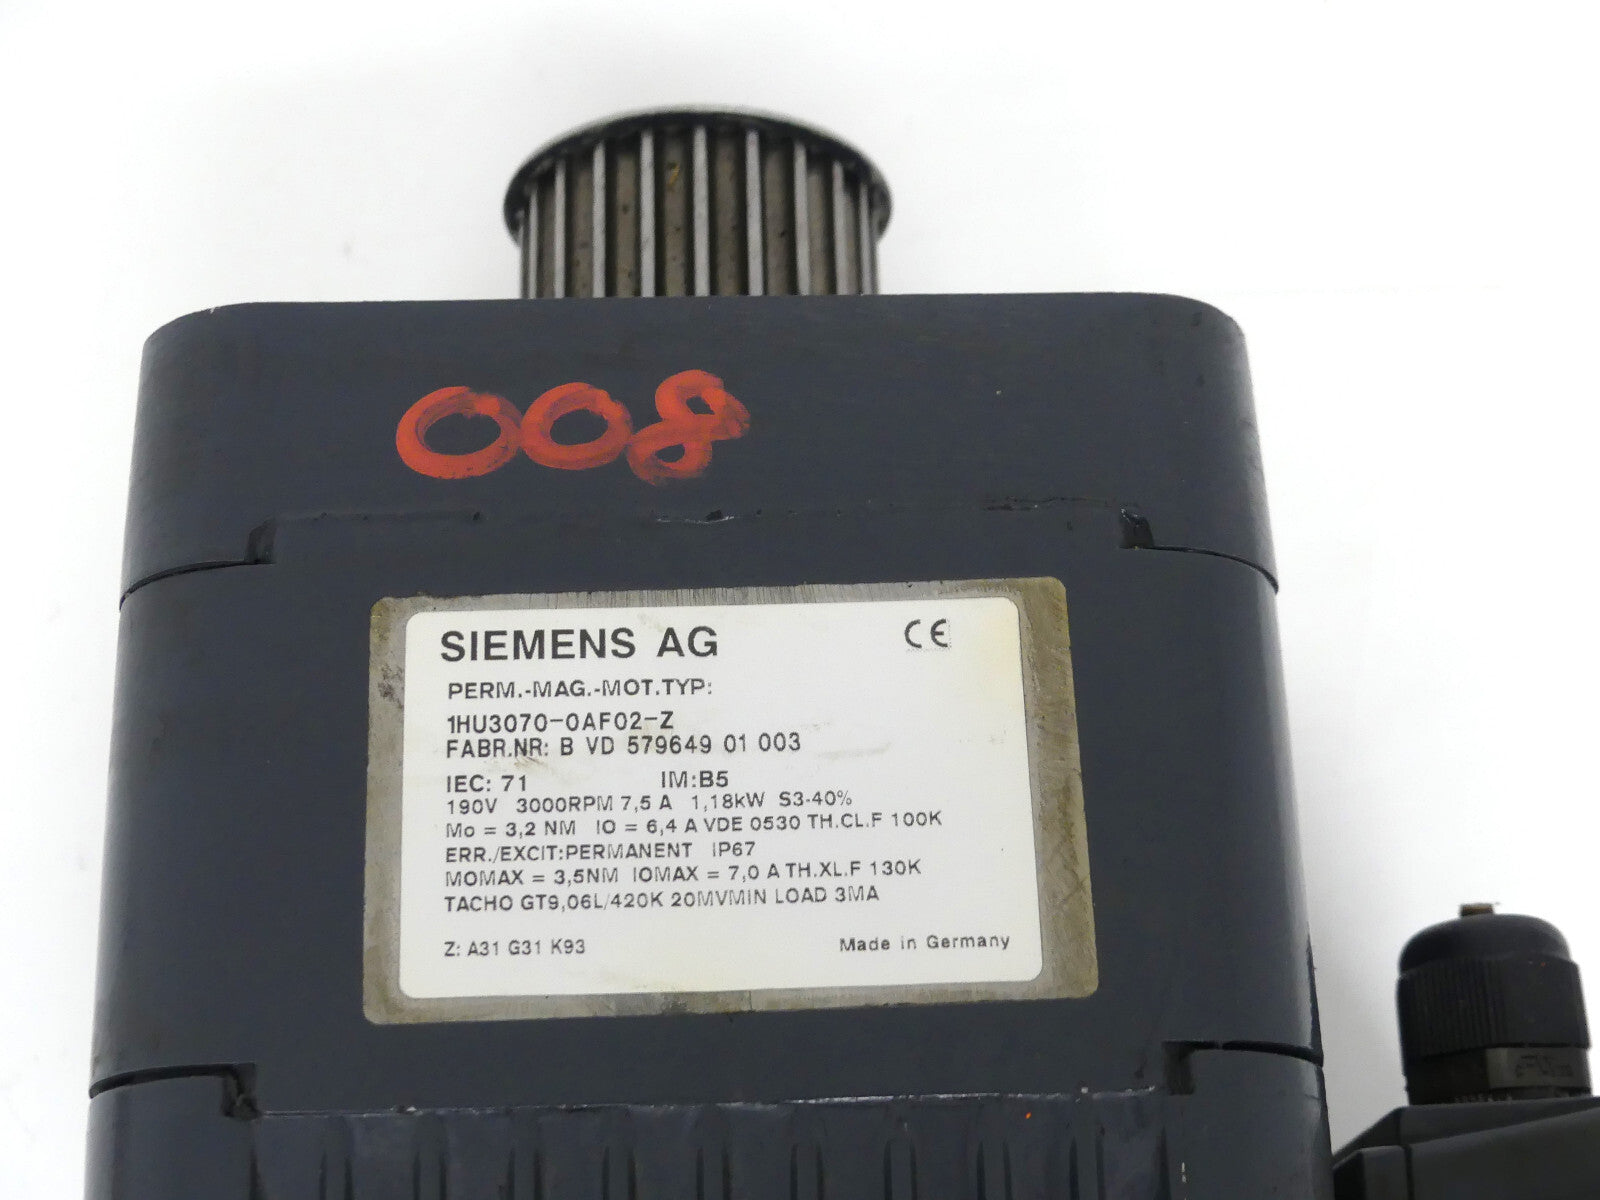 008
SIEMENS AG CE
PERM.-MAG.-MOT.TYP:
1HU3070-0AF02-Z
FABR.NR: B VD 579649 01 003
IEC: 71 IM:B5
190V 3000RPM 7,5 A 1,18kW S3-40%
Mo = 3,2 NM IO = 6,4 A VDE 0530 TH.CL.F 100K
ERR./EXCIT:PERMANENT IP67
MOMAX = 3,5NM IOMAX = 7,0 A TH.XL.F 130K
TACHO GT9,06L/420K 20MVMIN LOAD 3MA
Z: A31 G31 K93 Made in Germany